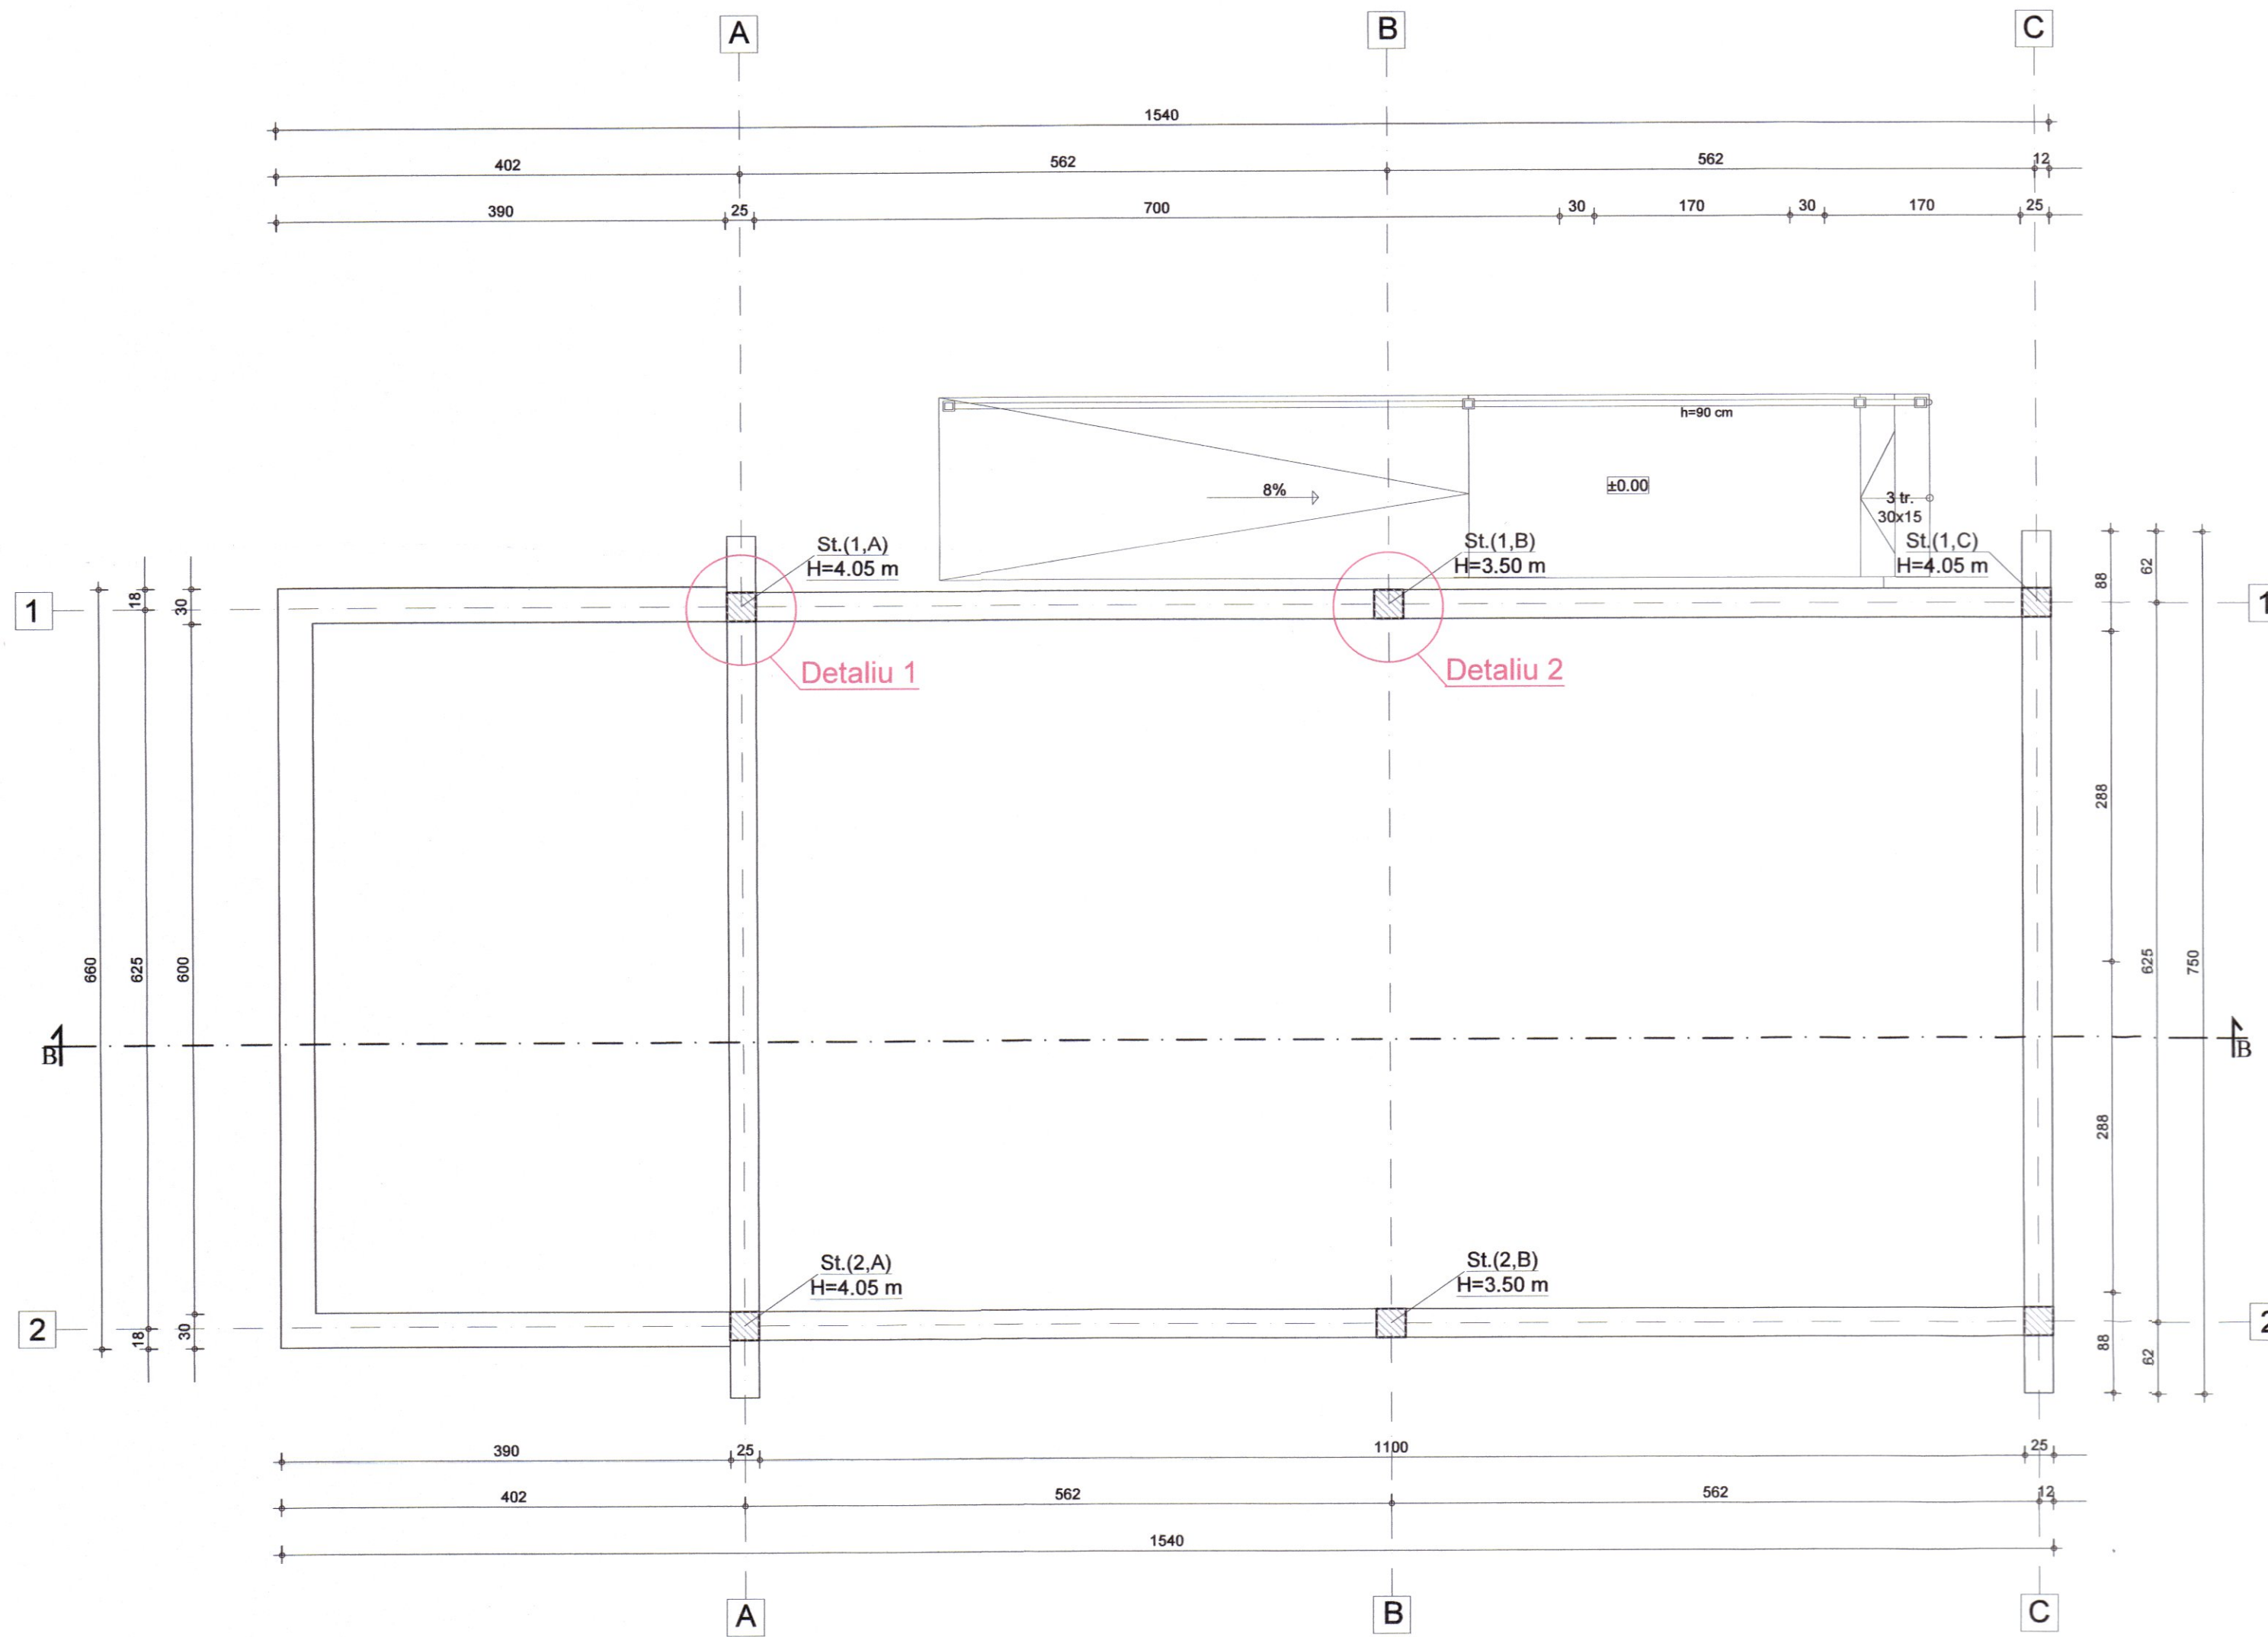 A
B
C
1540
402
562
562
12
390
25
700
30
170
30
170
25
h=90 cm
8%
±0.00
3 tr.
30x15
St.(1,A)
H=4.05 m
St.(1,B)
H=3.50 m
St.(1,C)
H=4.05 m
1
18
30
88
62
1
Detaliu 1
Detaliu 2
288
660
625
600
625
750
B
B
288
St.(2,A)
H=4.05 m
St.(2,B)
H=3.50 m
2
18
30
88
62
2
390
25
1100
25
402
562
562
12
1540
A
B
C